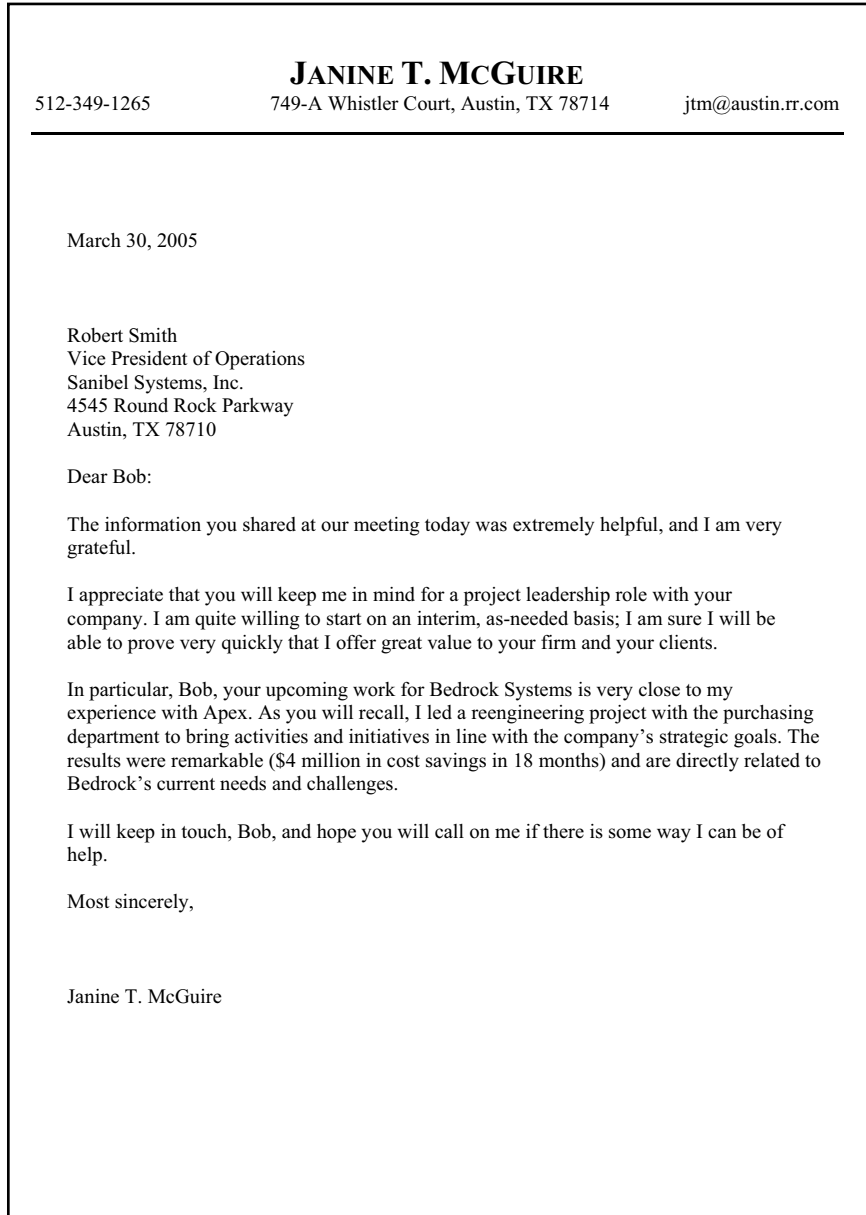 JANINE T. MCGUIRE
512-349-1265 749-A Whistler Court, Austin, TX 78714 jtm@austin.rr.com
March 30, 2005
Robert Smith
Vice President of Operations
Sanibel Systems, Inc.
4545 Round Rock Parkway
Austin, TX 78710
Dear Bob:
The information you shared at our meeting today was extremely helpful, and I am very
grateful.
I appreciate that you will keep me in mind for a project leadership role with your
company. I am quite willing to start on an interim, as-needed basis; I am sure I will be
able to prove very quickly that I offer great value to your firm and your clients.
In particular, Bob, your upcoming work for Bedrock Systems is very close to my
experience with Apex. As you will recall, I led a reengineering project with the purchasing
department to bring activities and initiatives in line with the company’s strategic goals. The
results were remarkable ($4 million in cost savings in 18 months) and are directly related to
Bedrock’s current needs and challenges.
I will keep in touch, Bob, and hope you will call on me if there is some way I can be of
help.
Most sincerely,
Janine T. McGuire